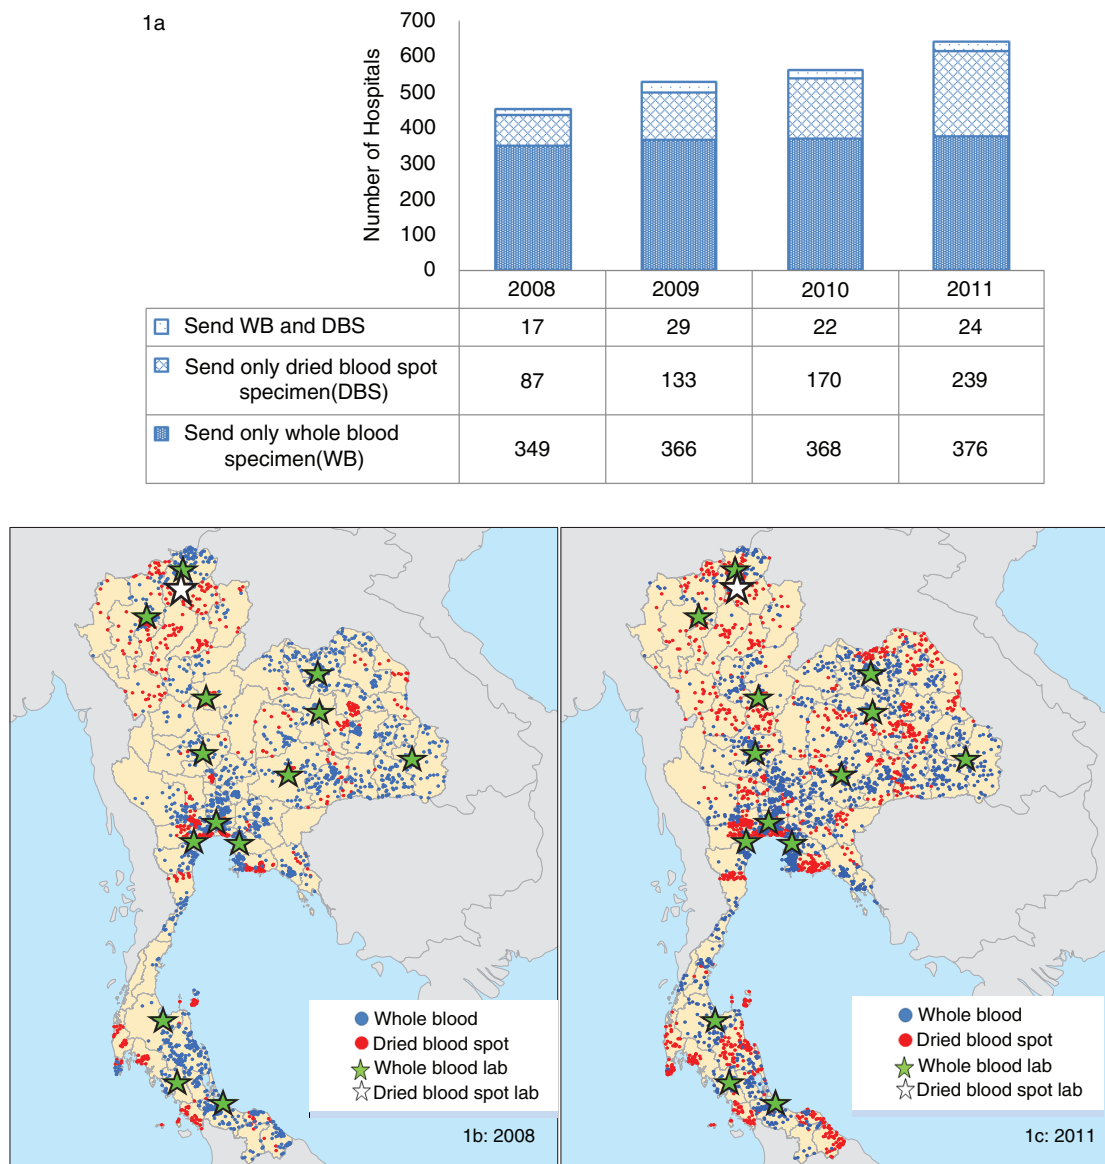 1a
Number of Hospitals
700
600
500
400
300
200
100
0
2008 2009 2010 2011
Send WB and DBS 17 29 22 24
Send only dried blood spot
specimen(DBS) 87 133 170 239
Send only whole blood
specimen(WB) 349 366 368 376
Whole blood
Dried blood spot
Whole blood lab
Dried blood spot lab
1b: 2008
Whole blood
Dried blood spot
Whole blood lab
Dried blood spot lab
1c: 2011